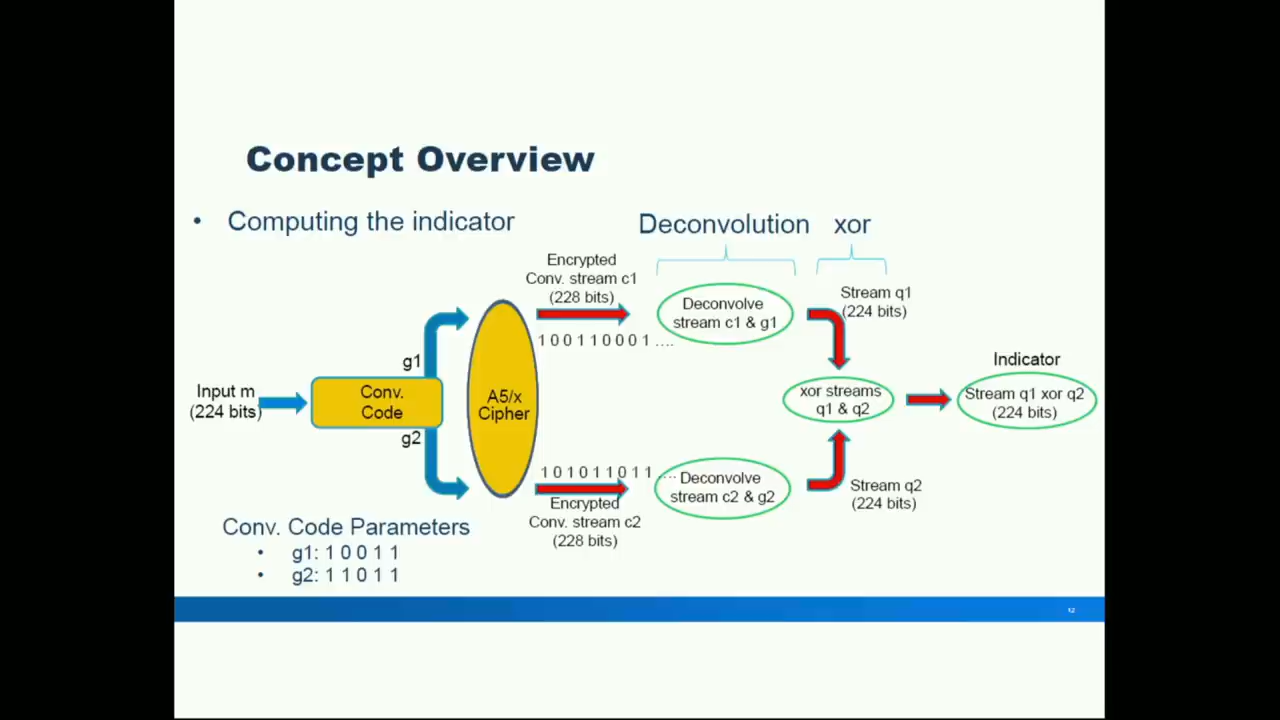 Concept Overview
• Computing the indicator
Deconvolution
xor
Encrypted
Conv. stream c1
(228 bits)
1 0 0 1 1 0 0 0 1 ....
Deconvolve
stream c1 & g1
Stream q1
(224 bits)
g1
Input m
(224 bits)
Conv.
Code
g2
A5/x
Cipher
xor streams
q1 & q2
Indicator
Stream q1 xor q2
(224 bits)
1 0 1 0 1 1 0 1 1 ....
Encrypted
Conv. stream c2
(228 bits)
Deconvolve
stream c2 & g2
Stream q2
(224 bits)
Conv. Code Parameters
• g1: 1 0 0 1 1
• g2: 1 1 0 1 1
12